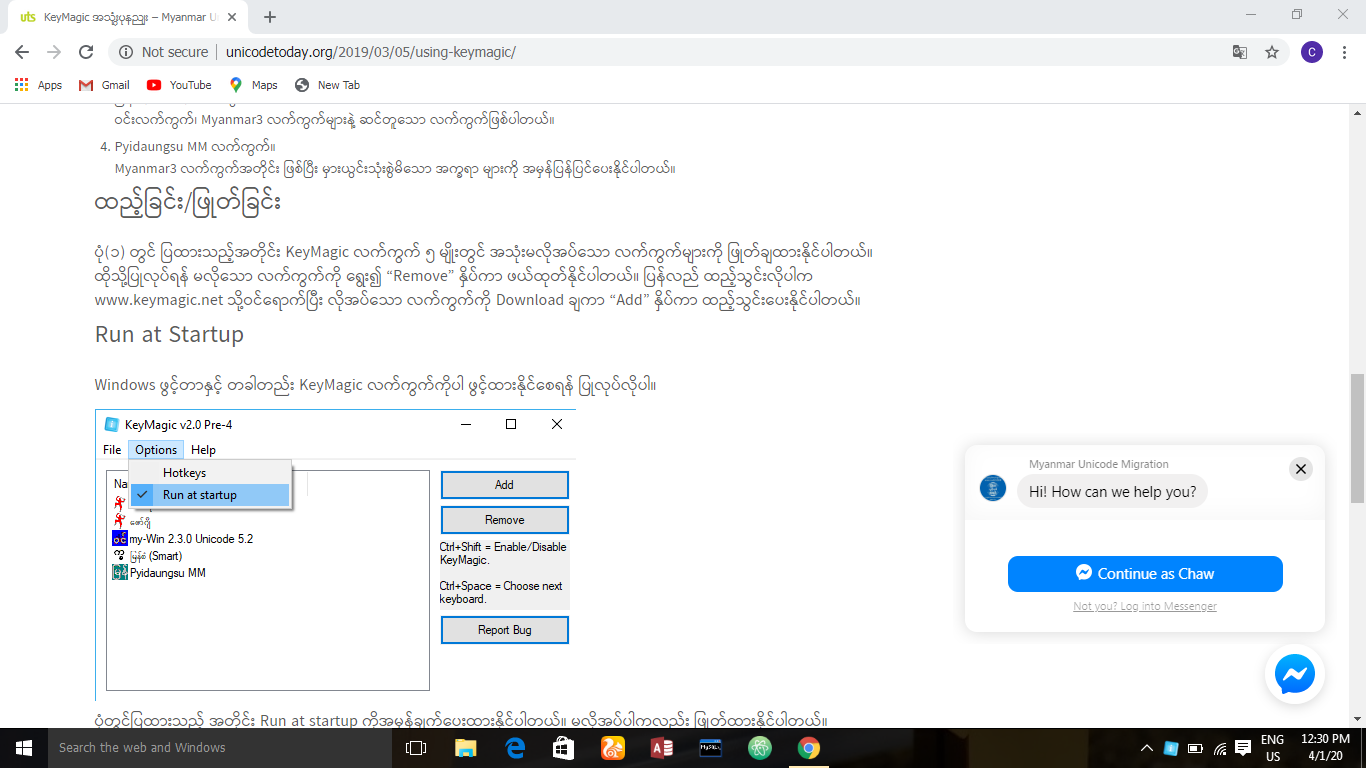 uts KeyMagic အသုံးပြုနည်း – Myanmar U
Not secure | unicodetoday.org/2019/03/05/using-keymagic/
C
Apps Gmail YouTube Maps New Tab
ဝင်းလက်ကွက်၊ Myanmar3 လက်ကွက်များနဲ့ ဆင်တူသော လက်ကွက်ဖြစ်ပါတယ်။
4. Pyidaungsu MM လက်ကွက်။
Myanmar3 လက်ကွက်အတိုင်း ဖြစ်ပြီး မှားယွင်းသုံးစွဲမိသော အက္ခရာ များကို အမှန်ပြန်ပြင်ပေးနိုင်ပါတယ်။
ထည့်ခြင်း/ဖြုတ်ခြင်း
ပုံ(၁) တွင် ပြထားသည့်အတိုင်း KeyMagic လက်ကွက် ၅ မျိုးတွင် အသုံးမလိုအပ်သော လက်ကွက်များကို ဖြုတ်ချထားနိုင်ပါတယ်။
ထိုသို့ပြုလုပ်ရန် မလိုသော လက်ကွက်ကို ရွေး၍ “Remove” နှိပ်ကာ ဖယ်ထုတ်နိုင်ပါတယ်။ ပြန်လည် ထည့်သွင်းလိုပါက
www.keymagic.net သို့ဝင်ရောက်ပြီး လိုအပ်သော လက်ကွက်ကို Download ချကာ “Add” နှိပ်ကာ ထည့်သွင်းပေးနိုင်ပါတယ်။
Run at Startup
Windows ဖွင့်တာနှင့် တခါတည်း KeyMagic လက်ကွက်ကိုပါ ဖွင့်ထားနိုင်စေရန် ပြုလုပ်လိုပါ။
KeyMagic v2.0 Pre-4
File Options Help
Hotkeys
Run at startup
Na
ဇော်ဂျီ
my-Win 2.3.0 Unicode 5.2
မြန်စံ (Smart)
Pyidaungsu MM
Add
Remove
Ctrl+Shift = Enable/Disable
KeyMagic.
Ctrl+Space = Choose next
keyboard.
Report Bug
ပုံတွင်ပြထားသည့် အတိုင်း Run at startup ကိုအမှန်ချက်ပေးထားနိုင်ပါတယ်။ မလိုအပ်ပါကလည်း ဖြုတ်ထားနိုင်ပါတယ်။
Myanmar Unicode Migration
Hi! How can we help you?
Continue as Chaw
Not you? Log into Messenger
Search the web and Windows
MySQL
ENG
US
12:30 PM
4/1/20